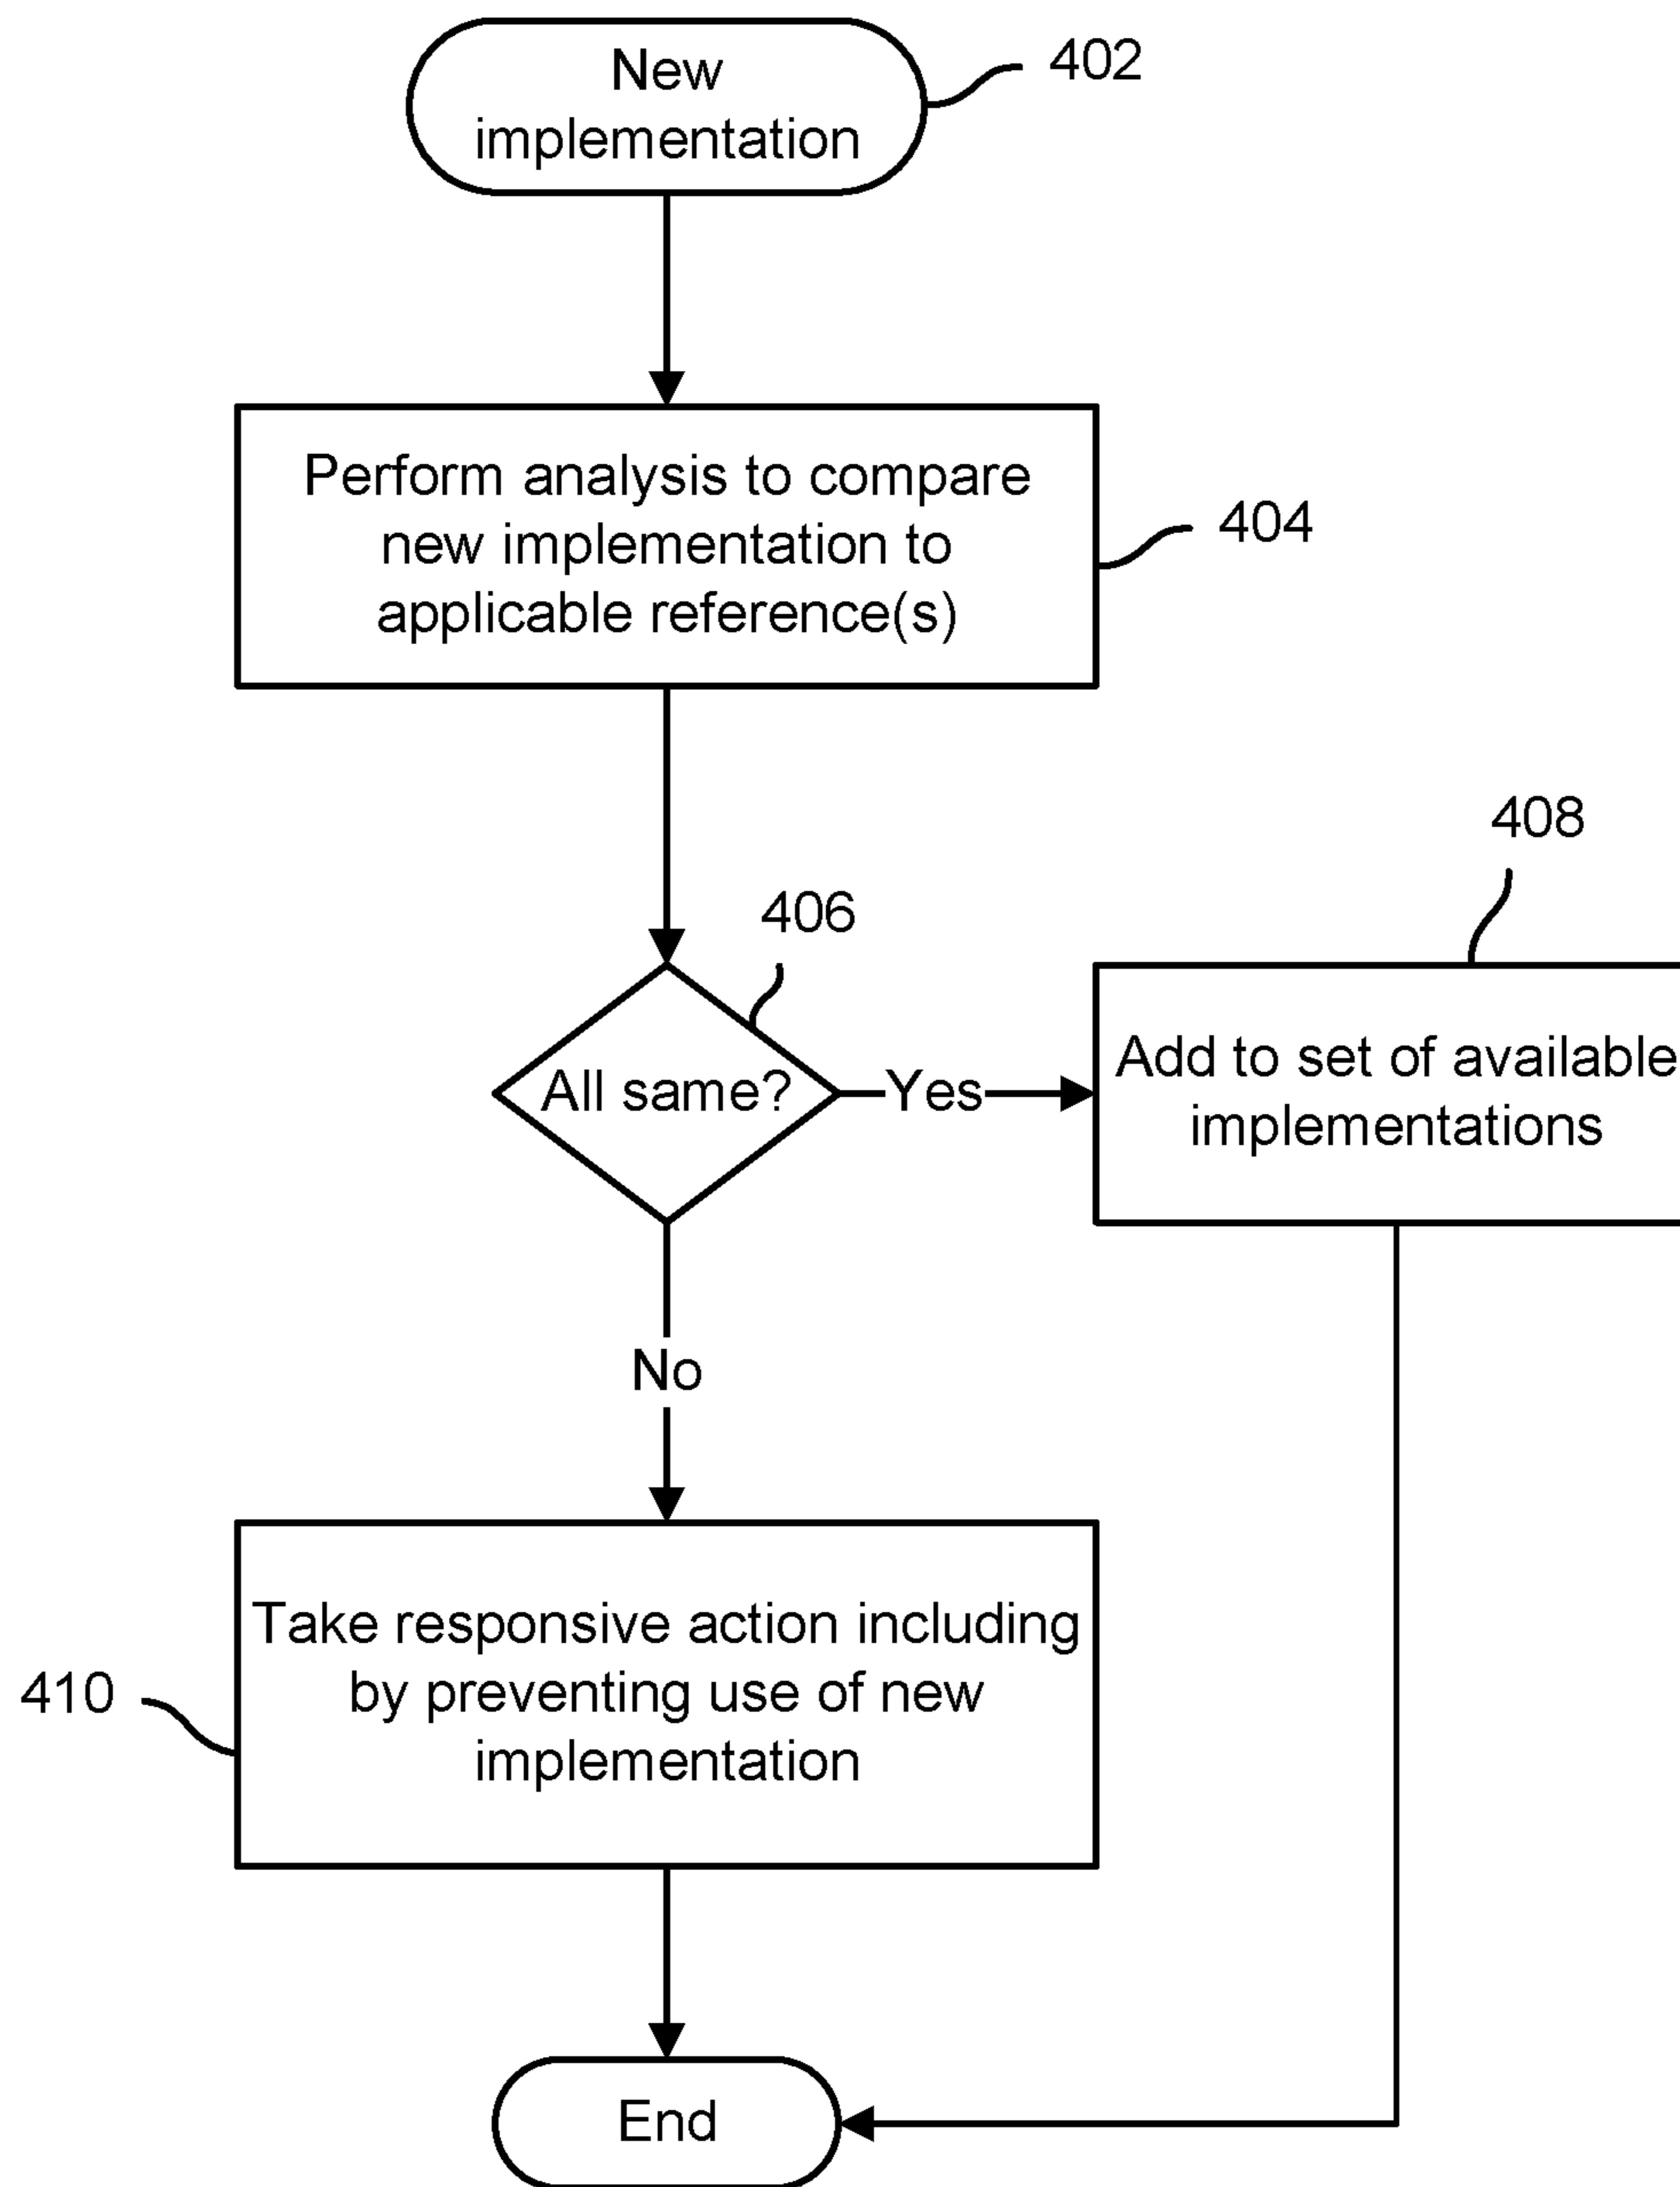 New
implementation
402
Perform analysis to compare
new implementation to
applicable reference(s)
404
406
408
All same?
Yes
Add to set of available
implementations
No
Take responsive action including
by preventing use of new
implementation
410
End